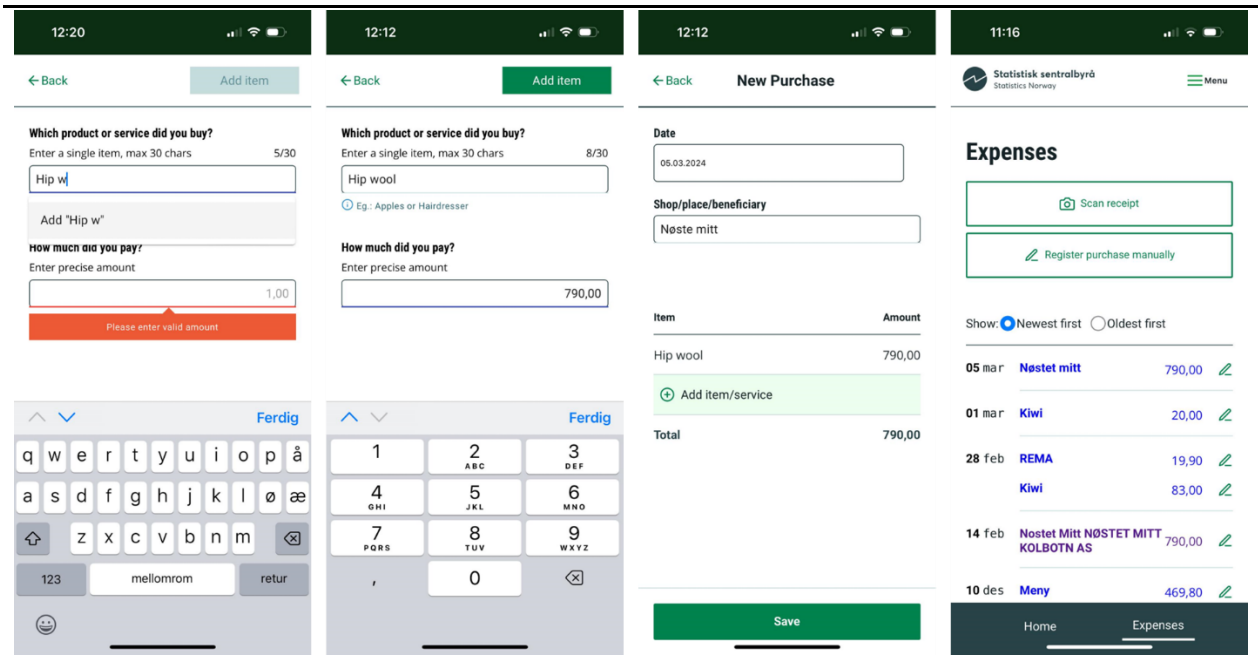 12:20
← Back
Add item
Which product or service did you buy?
Enter a single item, max 30 chars 5/30
Hip w
Add "Hip w"
How much did you pay?
Enter precise amount
1,00
Please enter valid amount
Ferdig
q w e r t y u i o p å
a s d f g h j k l ø æ
z x c v b n m
123 mellomrom retur
12:12
← Back
Add item
Which product or service did you buy?
Enter a single item, max 30 chars 8/30
Hip wool
Eg.: Apples or Hairdresser
How much did you pay?
Enter precise amount
790,00
Ferdig
1 2 3
ABC DEF
4 5 6
GHI JKL MNO
7 8 9
PQRS TUV WXYZ
, 0
12:12
← Back New Purchase
Date
05.03.2024
Shop/place/beneficiary
Nøste mitt
Item Amount
Hip wool 790,00
Add item/service
Total 790,00
Save
11:16
Statistisk sentralbyrå
Statistics Norway
Menu
Expenses
Scan receipt
Register purchase manually
Show: Newest first Oldest first
05 mar Nøstet mitt 790,00
01 mar Kiwi 20,00
28 feb REMA 19,90
Kiwi 83,00
14 feb Nostet Mitt NØSTET MITT 790,00
KOLBOTN AS
10 des Meny 469,80
Home Expenses